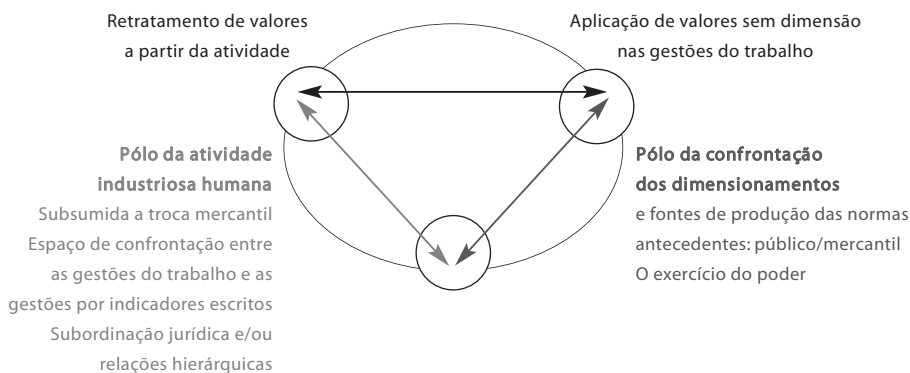 Retratamento de valores
a partir da atividade
Aplicação de valores sem dimensão
nas gestões do trabalho
Pólo da atividade
industriosa humana
Subsumida a troca mercantil
Espaço de confrontação entre
as gestões do trabalho e as
gestões por indicadores escritos
Subordinação jurídica e/ou
relações hierárquicas
Pólo da confrontação
dos dimensionamentos
e fontes de produção das normas
antecedentes: público/mercantil
O exercício do poder